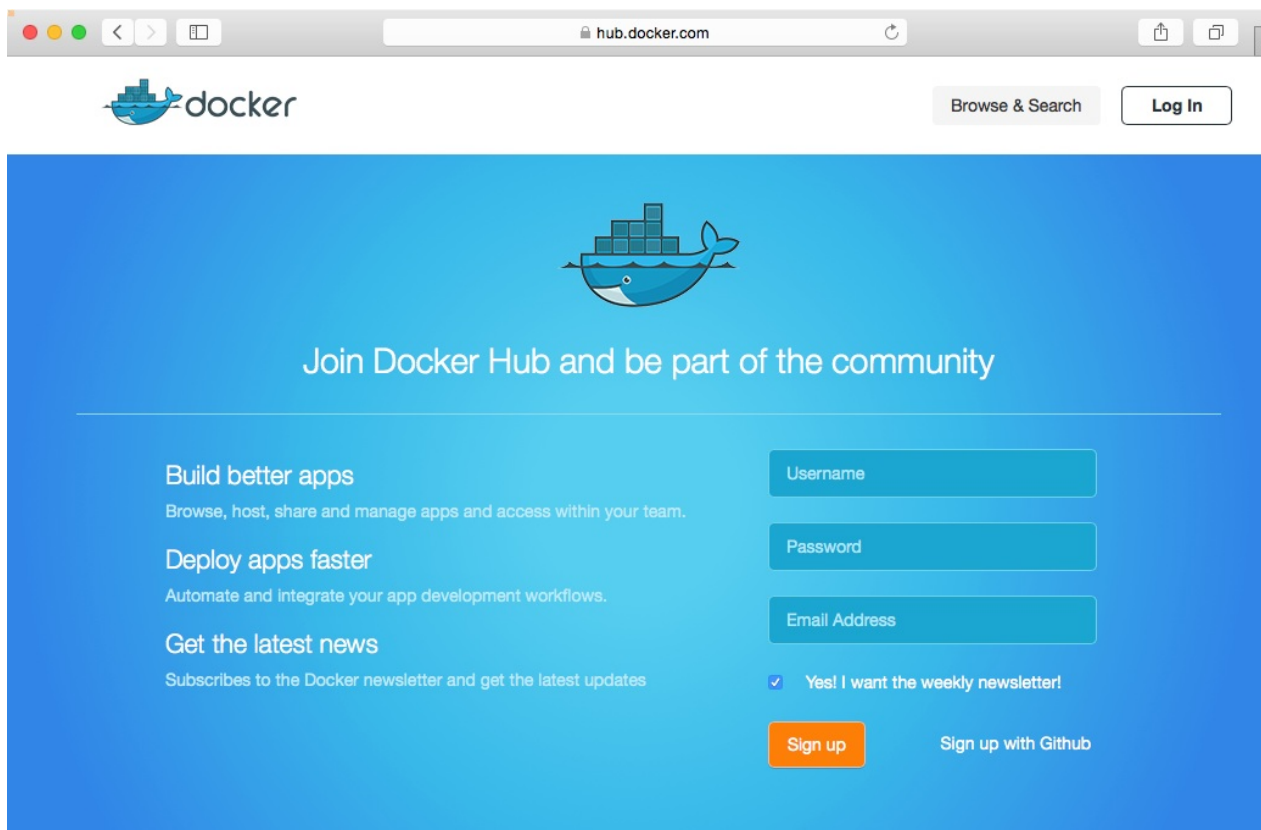 hub.docker.com
docker
Browse & Search
Log In
Join Docker Hub and be part of the community
Build better apps
Browse, host, share and manage apps and access within your team.
Deploy apps faster
Automate and integrate your app development workflows.
Get the latest news
Subscribes to the Docker newsletter and get the latest updates
Username
Password
Email Address
Yes! I want the weekly newsletter!
Sign up
Sign up with Github